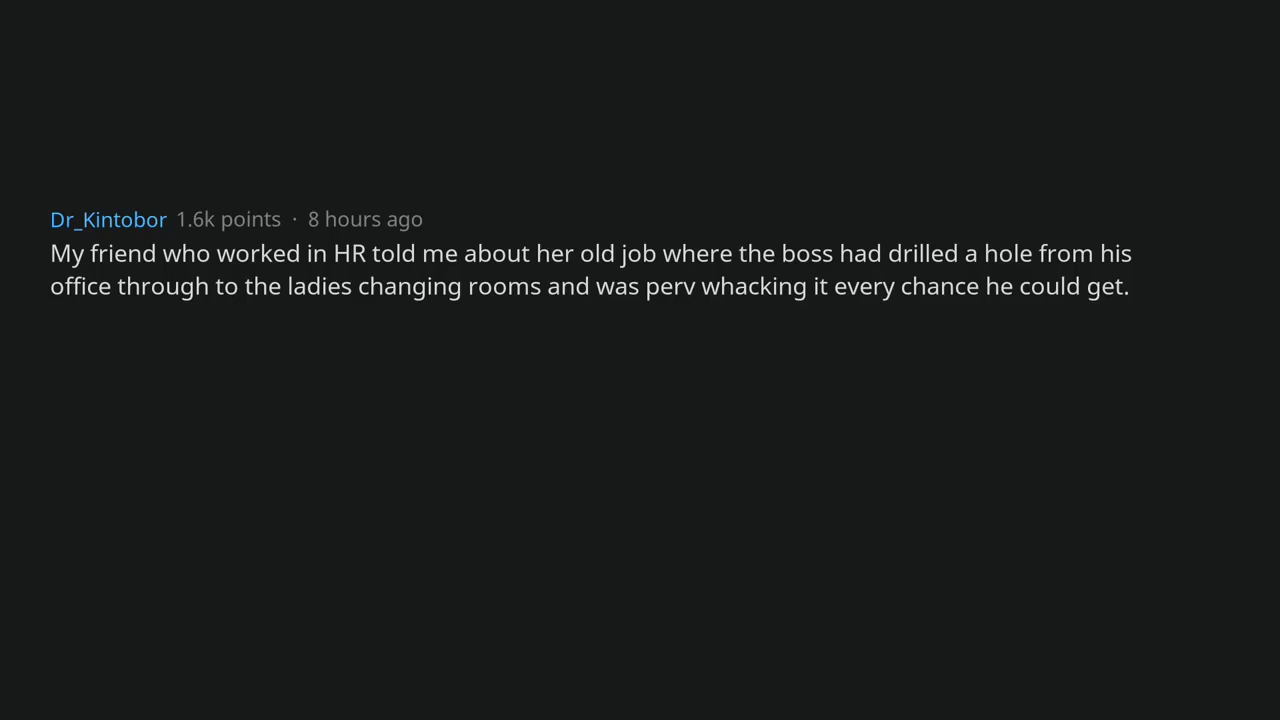 Dr_Kintobor 1.6k points · 8 hours ago
My friend who worked in HR told me about her old job where the boss had drilled a hole from his
office through to the ladies changing rooms and was perv whacking it every chance he could get.